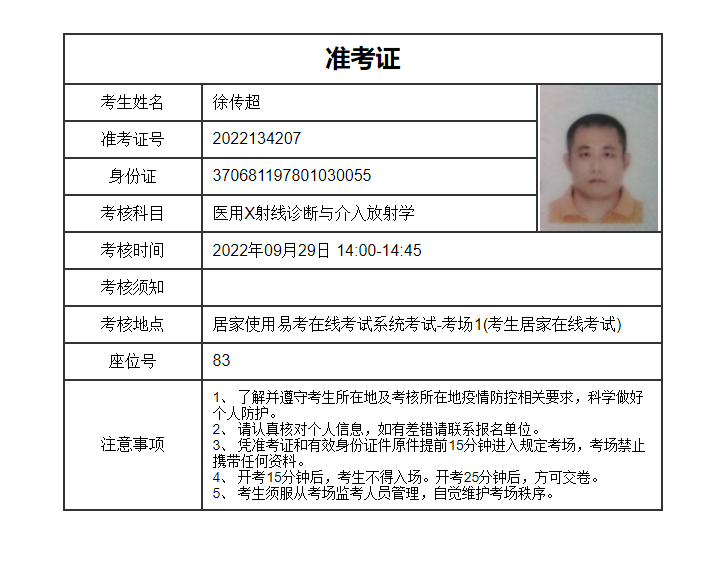 准考证
考生姓名 徐传超
准考证号 2022134207
身份证 370681197801030055
考核科目 医用X射线诊断与介入放射学
考核时间 2022年09月29日 14:00-14:45
考核须知
考核地点 居家使用易考在线考试系统考试-考场1(考生居家在线考试)
座位号 83
注意事项
1、 了解并遵守考生所在地及考核所在地疫情防控相关要求，科学做好
个人防护。
2、 请认真核对个人信息，如有差错请联系报名单位。
3、 凭准考证和有效身份证件原件提前15分钟进入规定考场，考场禁止
携带任何资料。
4、 开考15分钟后，考生不得入场。开考25分钟后，方可交卷。
5、 考生须服从考场监考人员管理，自觉维护考场秩序。